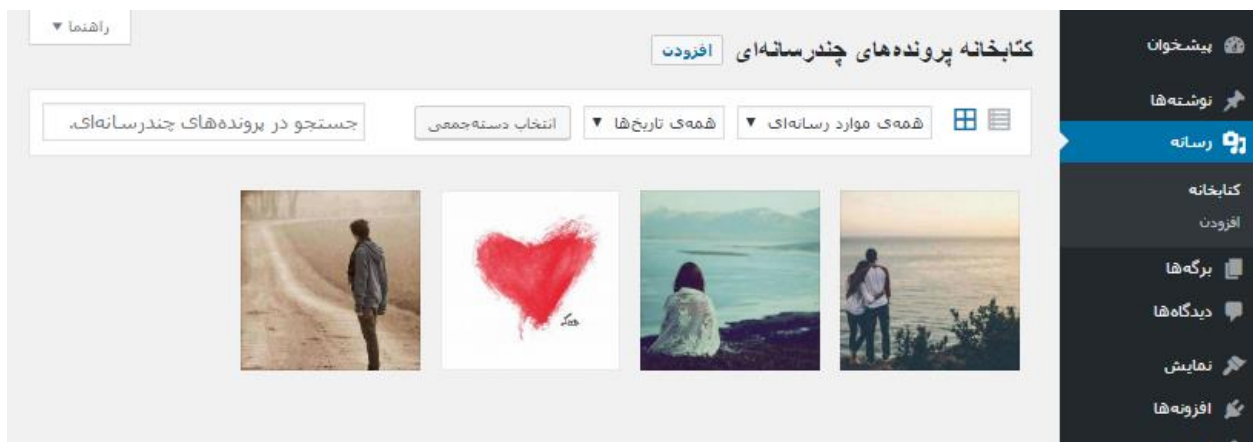 پیشخوان
نوشته‌ها
رسانه
کتابخانه
افزودن
برگه‌ها
دیدگاه‌ها
نمایش
افزونه‌ها
راهنما
کتابخانه پرونده‌های چندرسانه‌ای افزودن
همه‌ی موارد رسانه‌ای همه‌ی تاریخ‌ها انتخاب دسته‌جمعی جستجو در پرونده‌های چندرسانه‌ای.